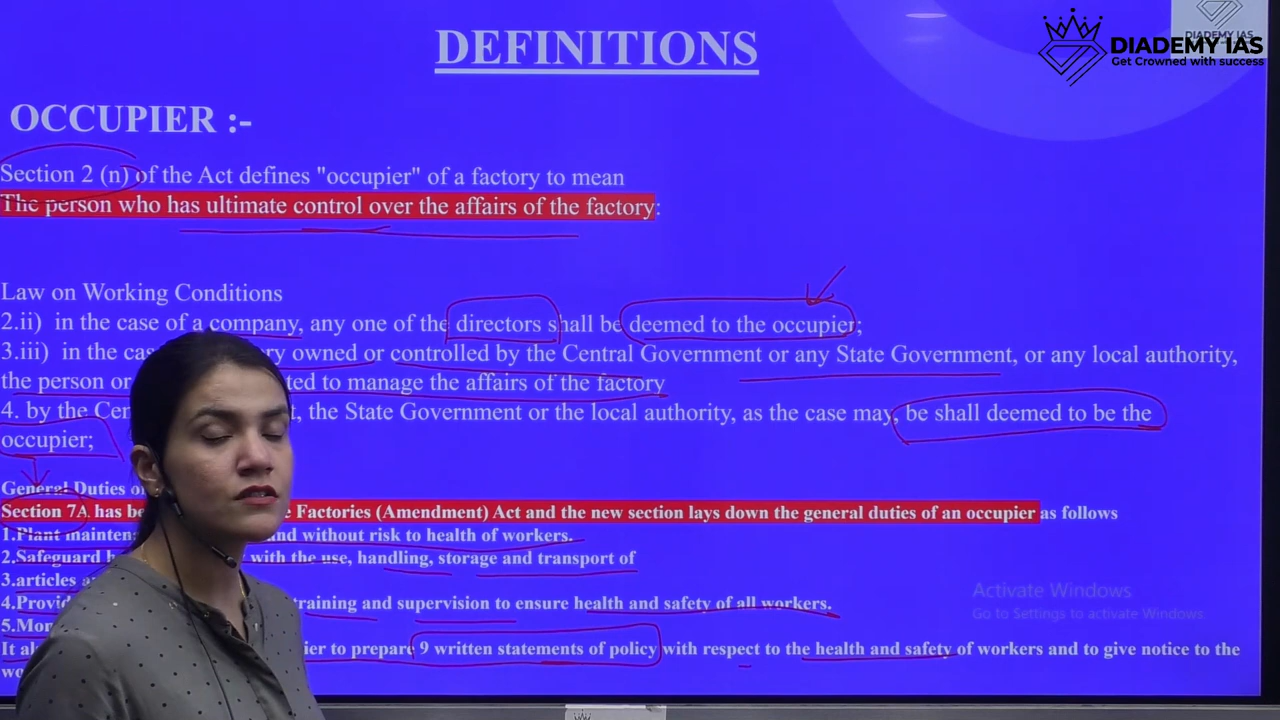 DEFINITIONS
DIADEMY IAS
DIADEMY IAS
Get Crowned with success
OCCUPIER :-
Section 2 (n) of the Act defines "occupier" of a factory to mean
The person who has ultimate control over the affairs of the factory:
Law on Working Conditions
2.ii) in the case of a company, any one of the directors shall be deemed to the occupier;
3.iii) in the owned or controlled by the Central Government or any State Government, or any local authority,
the person or to manage the affairs of the factory
4. by the the State Government or the local authority, as the case may, be shall deemed to be the
occupier;
General Duties
Section 7A has Factories (Amendment) Act and the new section lays down the general duties of an occupier as follows
1.Plant and without risk to health of workers.
2.Safeguard with the use, handling, storage and transport of
3.articles
4. training and supervision to ensure health and safety of all workers.
5.
It to prepare 9 written statements of policy with respect to the health and safety of workers and to give notice to the
Activate Windows
Go to Settings to activate Windows.